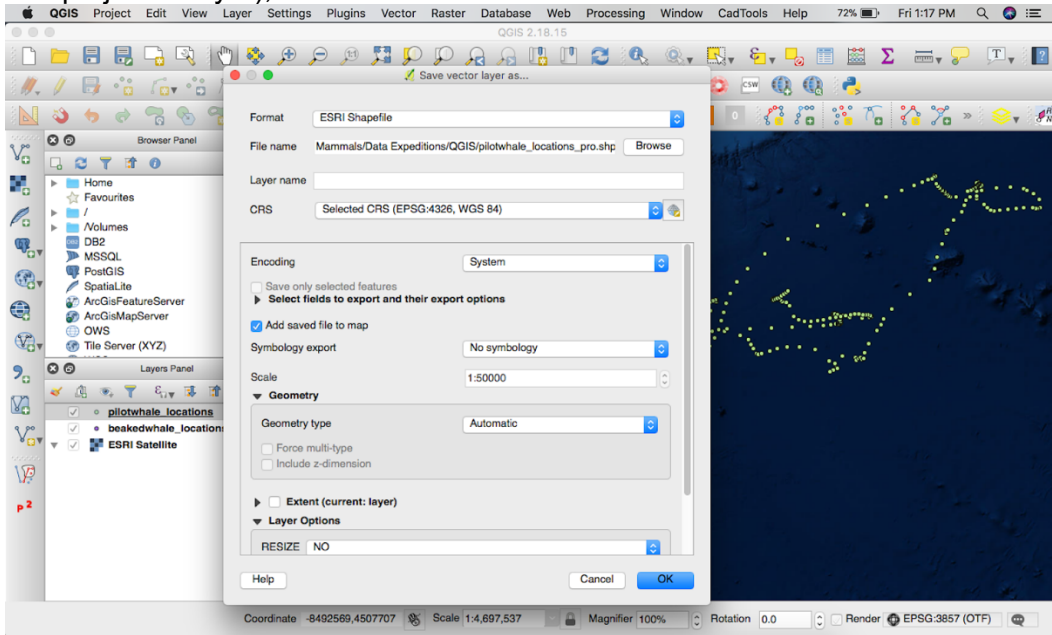 QGIS Project Edit View Layer Settings Plugins Vector Raster Database Web Processing Window CadTools Help 72% Fri 1:17 PM
QGIS 2.18.15
Save vector layer as...
CSW
Format ESRI Shapefile
File name Mammals/Data Expeditions/QGIS/pilotwhale_locations_pro.shp Browse
Layer name
CRS Selected CRS (EPSG:4326, WGS 84)
Encoding System
Save only selected features
Select fields to export and their export options
Add saved file to map
Symbology export No symbology
Scale 1:50000
Geometry
Geometry type Automatic
Force multi-type
Include z-dimension
Extent (current: layer)
Layer Options
RESIZE NO
Help Cancel OK
Browser Panel
Home
Favourites
/
/Volumes
DB2
MSSQL
PostGIS
SpatiaLite
ArcGisFeatureServer
ArcGisMapServer
OWS
Tile Server (XYZ)
Layers Panel
pilotwhale_locations
beakedwhale_location
ESRI Satellite
Coordinate -8492569,4507707 Scale 1:4,697,537 Magnifier 100% Rotation 0.0 Render EPSG:3857 (OTF)